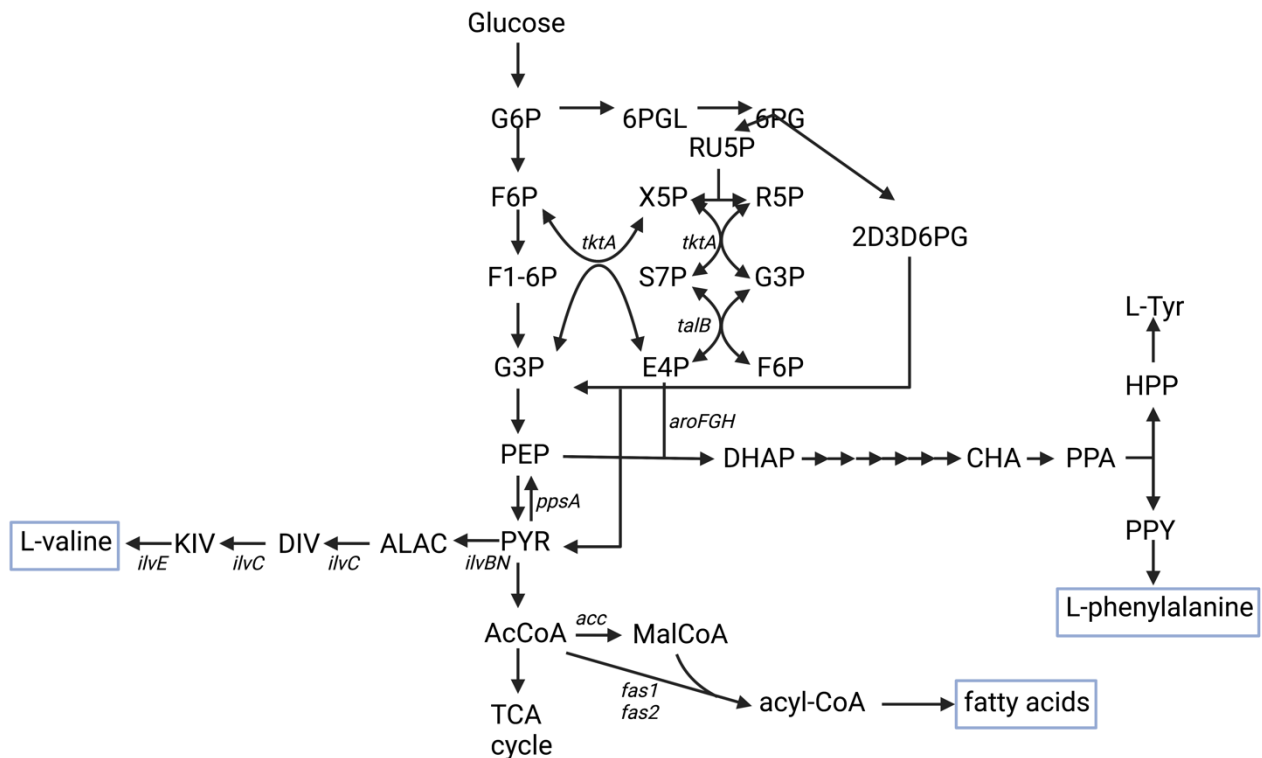 Glucose
G6P
6PGL
6PG
RU5P
F6P
X5P
R5P
tktA
tktA
2D3D6PG
F1-6P
S7P
G3P
L-Tyr
talB
G3P
E4P
F6P
HPP
aroFGH
PEP
DHAP
CHA
PPA
ppsA
L-valine
KIV
DIV
ALAC
PYR
PPY
ilvE
ilvC
ilvC
ilvBN
L-phenylalanine
acc
AcCoA
MalCoA
fas1
fas2
acyl-CoA
fatty acids
TCA
cycle